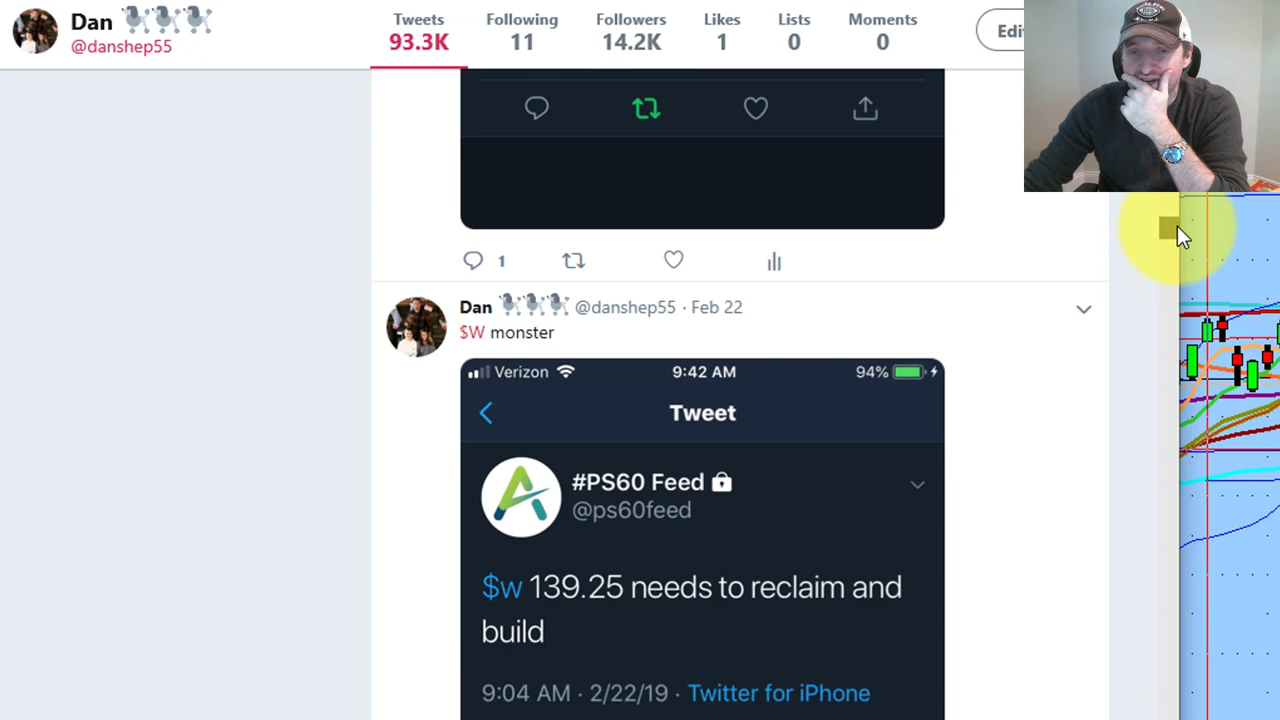 Dan 🐩🐩🐩
@danshep55
Tweets Following Followers Likes Lists Moments
93.3K 11 14.2K 1 0 0
1
Dan 🐩🐩🐩 @danshep55 · Feb 22
$W monster
Verizon 9:42 AM 94%
Tweet
#PS60 Feed
@ps60feed
$w 139.25 needs to reclaim and
build
9:04 AM · 2/22/19 · Twitter for iPhone